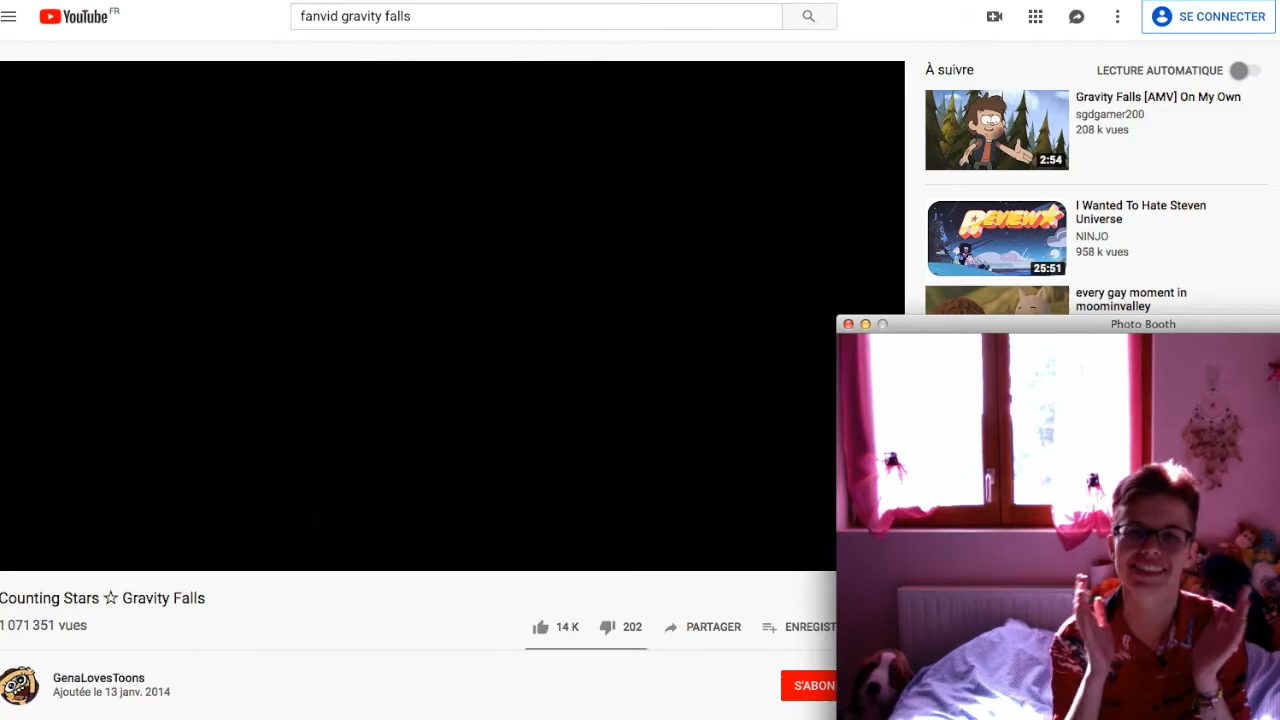 YouTube FR
fanvid gravity falls
SE CONNECTER
À suivre
LECTURE AUTOMATIQUE
Gravity Falls [AMV] On My Own
sgdgamer200
208 k vues
2:54
I Wanted To Hate Steven
Universe
NINJO
958 k vues
REVIEW
25:51
every gay moment in
moominvalley
Photo Booth
Counting Stars ☆ Gravity Falls
1 071 351 vues
14 K
202
PARTAGER
ENREGIST
GenaLovesToons
Ajoutée le 13 janv. 2014
S'ABON